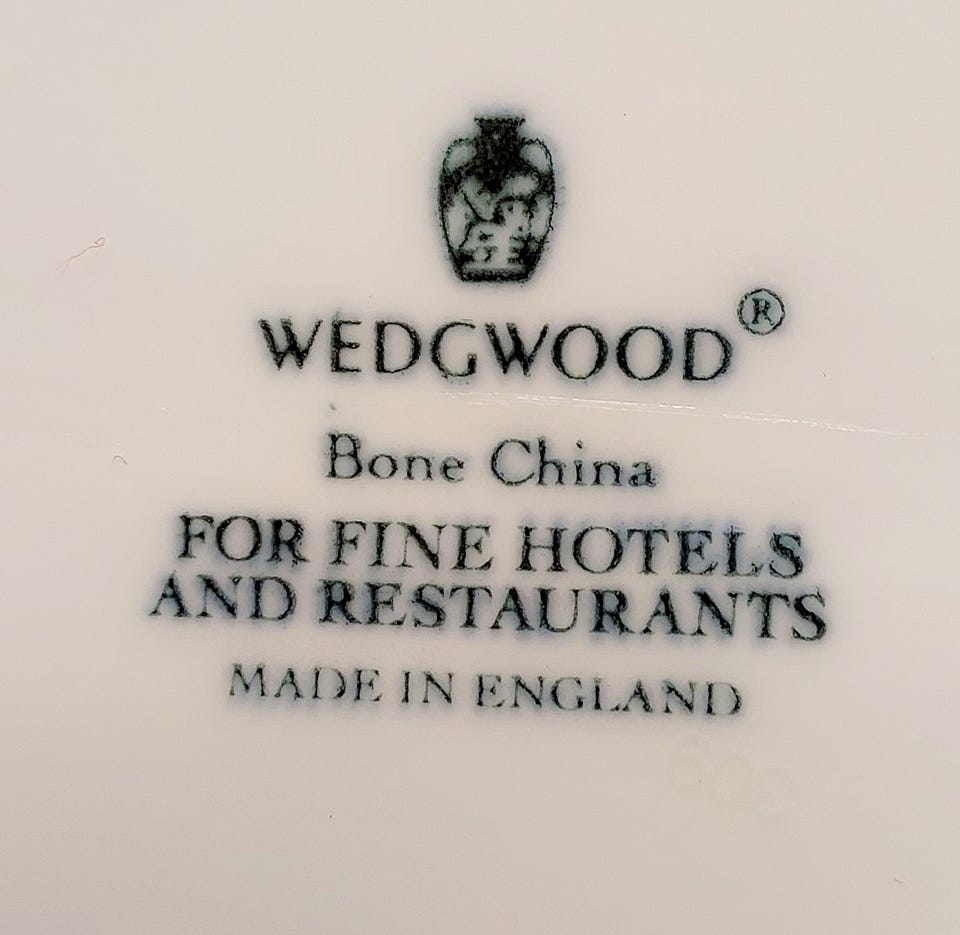 WEDGWOOD®
Bone China
FOR FINE HOTELS
AND RESTAURANTS
MADE IN ENGLAND